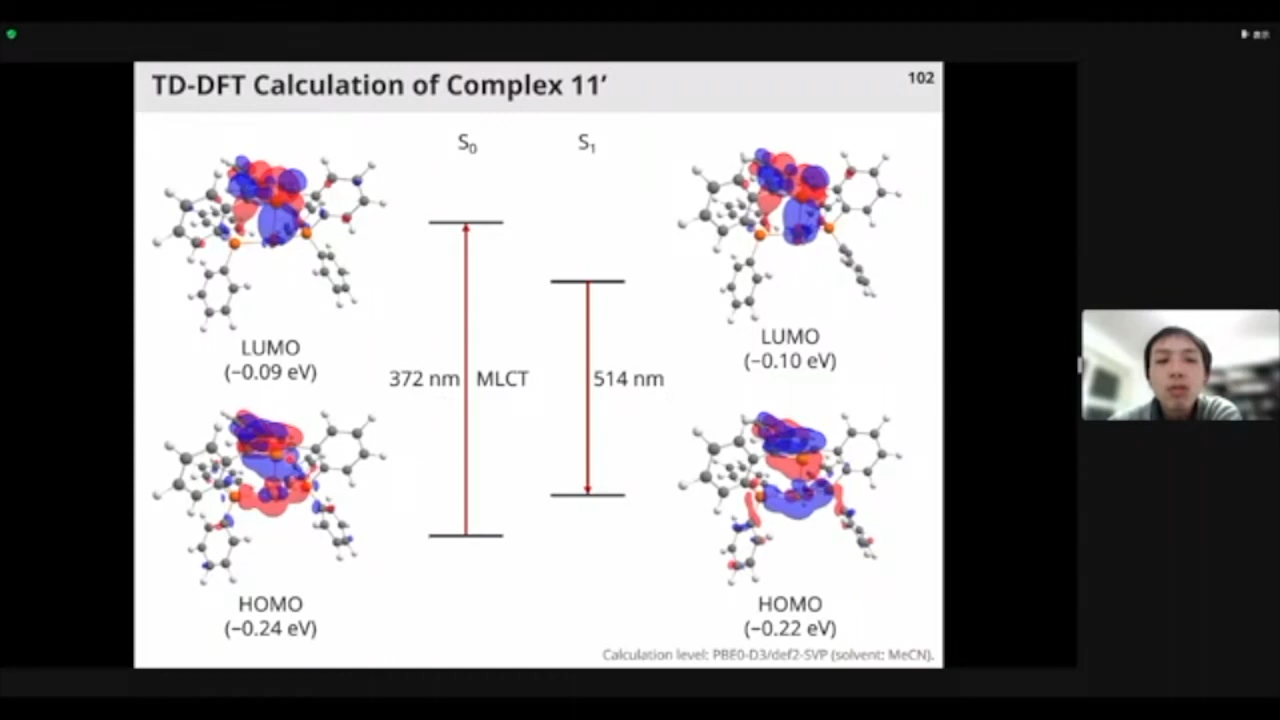 TD-DFT Calculation of Complex 11′
102
S₀
S₁
LUMO
(−0.09 eV)
LUMO
(−0.10 eV)
372 nm
MLCT
514 nm
HOMO
(−0.24 eV)
HOMO
(−0.22 eV)
Calculation level: PBE0-D3/def2-SVP (solvent: MeCN).